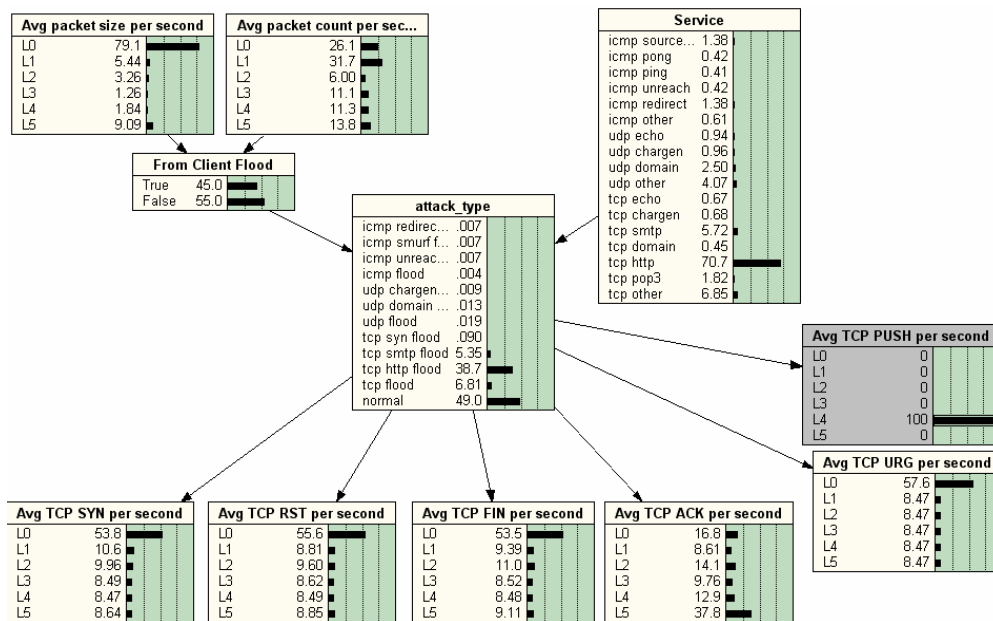 Avg packet size per second
L0 79.1
L1 5.44
L2 3.26
L3 1.26
L4 1.84
L5 9.09
Avg packet count per sec...
L0 26.1
L1 31.7
L2 6.00
L3 11.1
L4 11.3
L5 13.8
Service
icmp source... 1.38
icmp pong 0.42
icmp ping 0.41
icmp unreach 0.42
icmp redirect 1.38
icmp other 0.61
udp echo 0.94
udp chargen 0.96
udp domain 2.50
udp other 4.07
tcp echo 0.67
tcp chargen 0.68
tcp smtp 5.72
tcp domain 0.45
tcp http 70.7
tcp pop3 1.82
tcp other 6.85
From Client Flood
True 45.0
False 55.0
attack_type
icmp redirec... .007
icmp smurf f... .007
icmp unreac... .007
icmp flood .004
udp chargen... .009
udp domain ... .013
udp flood .019
tcp syn flood .090
tcp smtp flood 5.35
tcp http flood 38.7
tcp flood 6.81
normal 49.0
Avg TCP PUSH per second
L0 0
L1 0
L2 0
L3 0
L4 100
L5 0
Avg TCP URG per second
L0 57.6
L1 8.47
L2 8.47
L3 8.47
L4 8.47
L5 8.47
Avg TCP SYN per second
L0 53.8
L1 10.6
L2 9.96
L3 8.49
L4 8.47
L5 8.64
Avg TCP RST per second
L0 55.6
L1 8.81
L2 9.60
L3 8.62
L4 8.49
L5 8.85
Avg TCP FIN per second
L0 53.5
L1 9.39
L2 11.0
L3 8.52
L4 8.48
L5 9.11
Avg TCP ACK per second
L0 16.8
L1 8.61
L2 14.1
L3 9.76
L4 12.9
L5 37.8